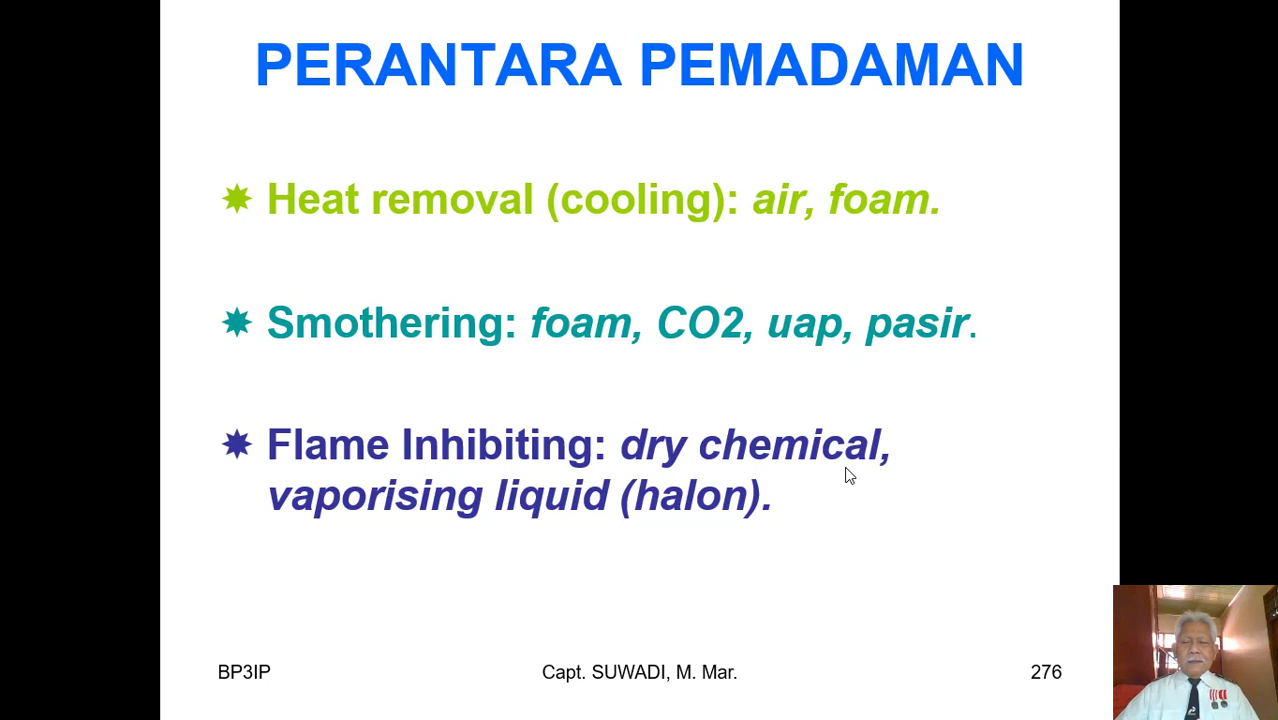 PERANTARA PEMADAMAN
Heat removal (cooling): air, foam.
Smothering: foam, CO2, uap, pasir.
Flame Inhibiting: dry chemical,
vaporising liquid (halon).
BP3IP
Capt. SUWADI, M. Mar.
276